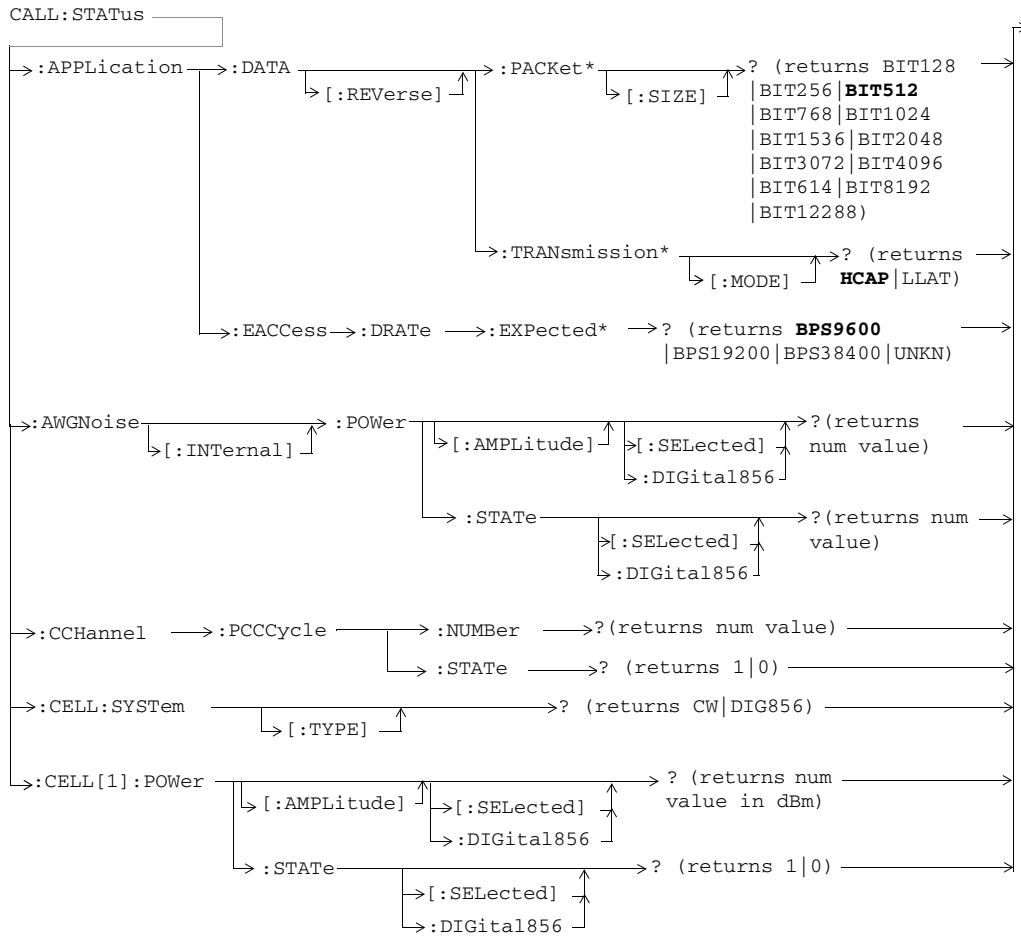 CALL:STATus
:APPLication :DATA :PACKet* ? (returns BIT128
[:REVerse] [:SIZE] |BIT256|BIT512
|BIT768|BIT1024
|BIT1536|BIT2048
|BIT3072|BIT4096
|BIT614|BIT8192
|BIT12288)
:TRANsmission* ? (returns
[:MODE] HCAP|LLAT)
:EACCess :DRATe :EXPected* ? (returns BPS9600
|BPS19200|BPS38400|UNKN)
:AWGNoise :POWer ?(returns
[:INTernal] [:AMPLitude] [:SELected] num value)
:DIGital856
:STATe ?(returns num
[:SELected] value)
:DIGital856
:CCHannel :PCCCycle :NUMBer ?(returns num value)
:STATe ? (returns 1|0)
:CELL:SYSTem ? (returns CW|DIG856)
[:TYPE]
:CELL[1]:POWer ? (returns num
[:AMPLitude] [:SELected] value in dBm)
:DIGital856
:STATe ? (returns 1|0)
[:SELected]
:DIGital856